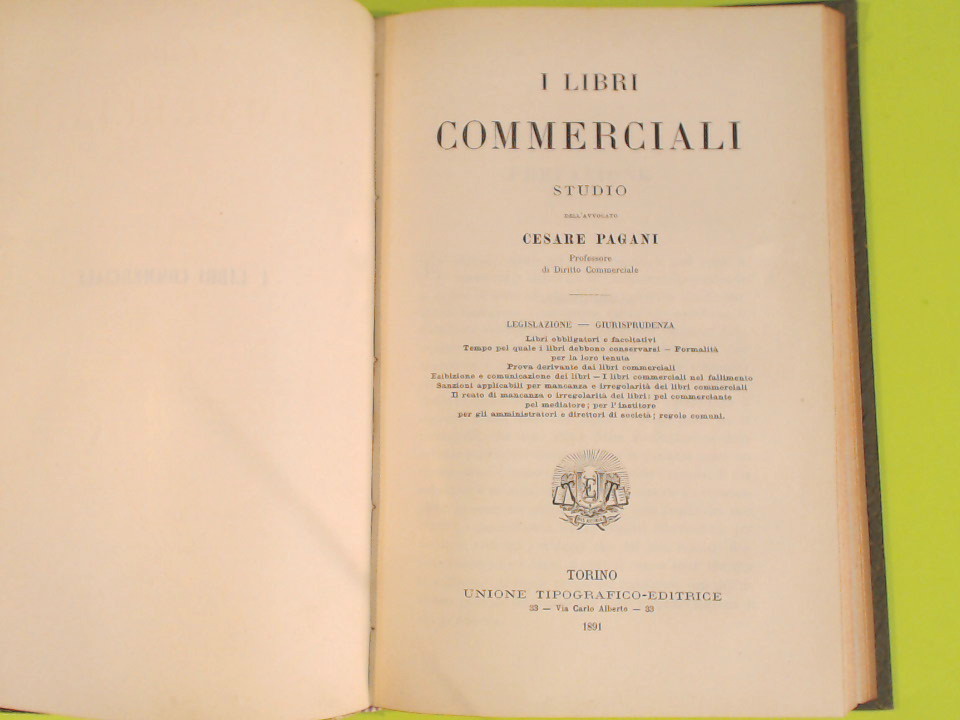 I LIBRI
COMMERCIALI
STUDIO
DELL'AVVOCATO
CESARE PAGANI
Professore
di Diritto Commerciale
LEGISLAZIONE — GIURISPRUDENZA
Libri obbligatori e facoltativi
Tempo pel quale i libri debbono conservarsi — Formalità
per la loro tenuta
Prova derivante dai libri commerciali
Esibizione e comunicazione dei libri — I libri commerciali nel fallimento
Sanzioni applicabili per mancanza e irregolarità dei libri commerciali
Il reato di mancanza o irregolarità dei libri: pel commerciante
pel mediatore; per l'institore
per gli amministratori e direttori di società; regole comuni.
TORINO
UNIONE TIPOGRAFICO-EDITRICE
33 — Via Carlo Alberto — 33
1891